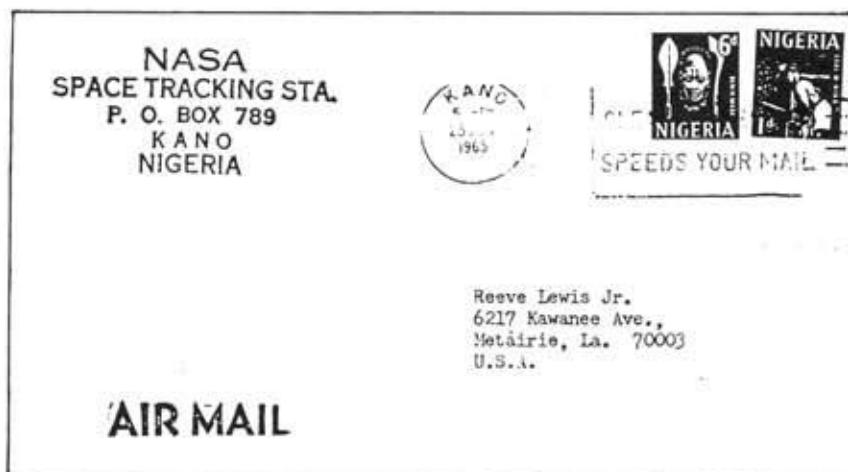 NASA
SPACE TRACKING STA.
P. O. BOX 789
KANO
NIGERIA
KANO
1965
6d
NIGERIA
NIGERIA
1d
SPEEDS YOUR MAIL
Reeve Lewis Jr.
6217 Kawanee Ave.,
Metairie, La. 70003
U.S.A.
AIR MAIL